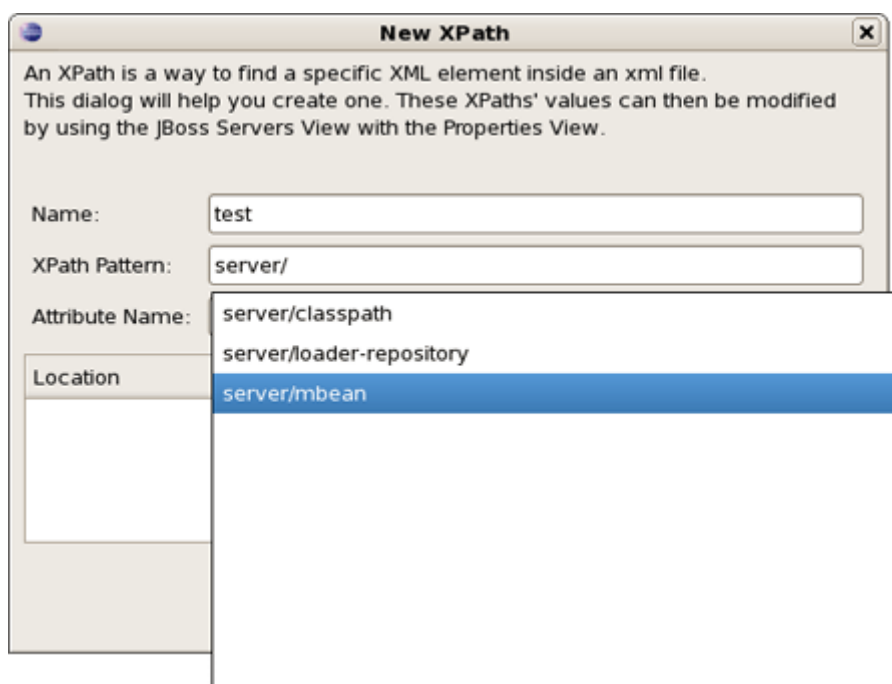 New XPath
An XPath is a way to find a specific XML element inside an xml file.
This dialog will help you create one. These XPaths' values can then be modified
by using the JBoss Servers View with the Properties View.
Name: test
XPath Pattern: server/
Attribute Name:
server/classpath
server/loader-repository
server/mbean
Location